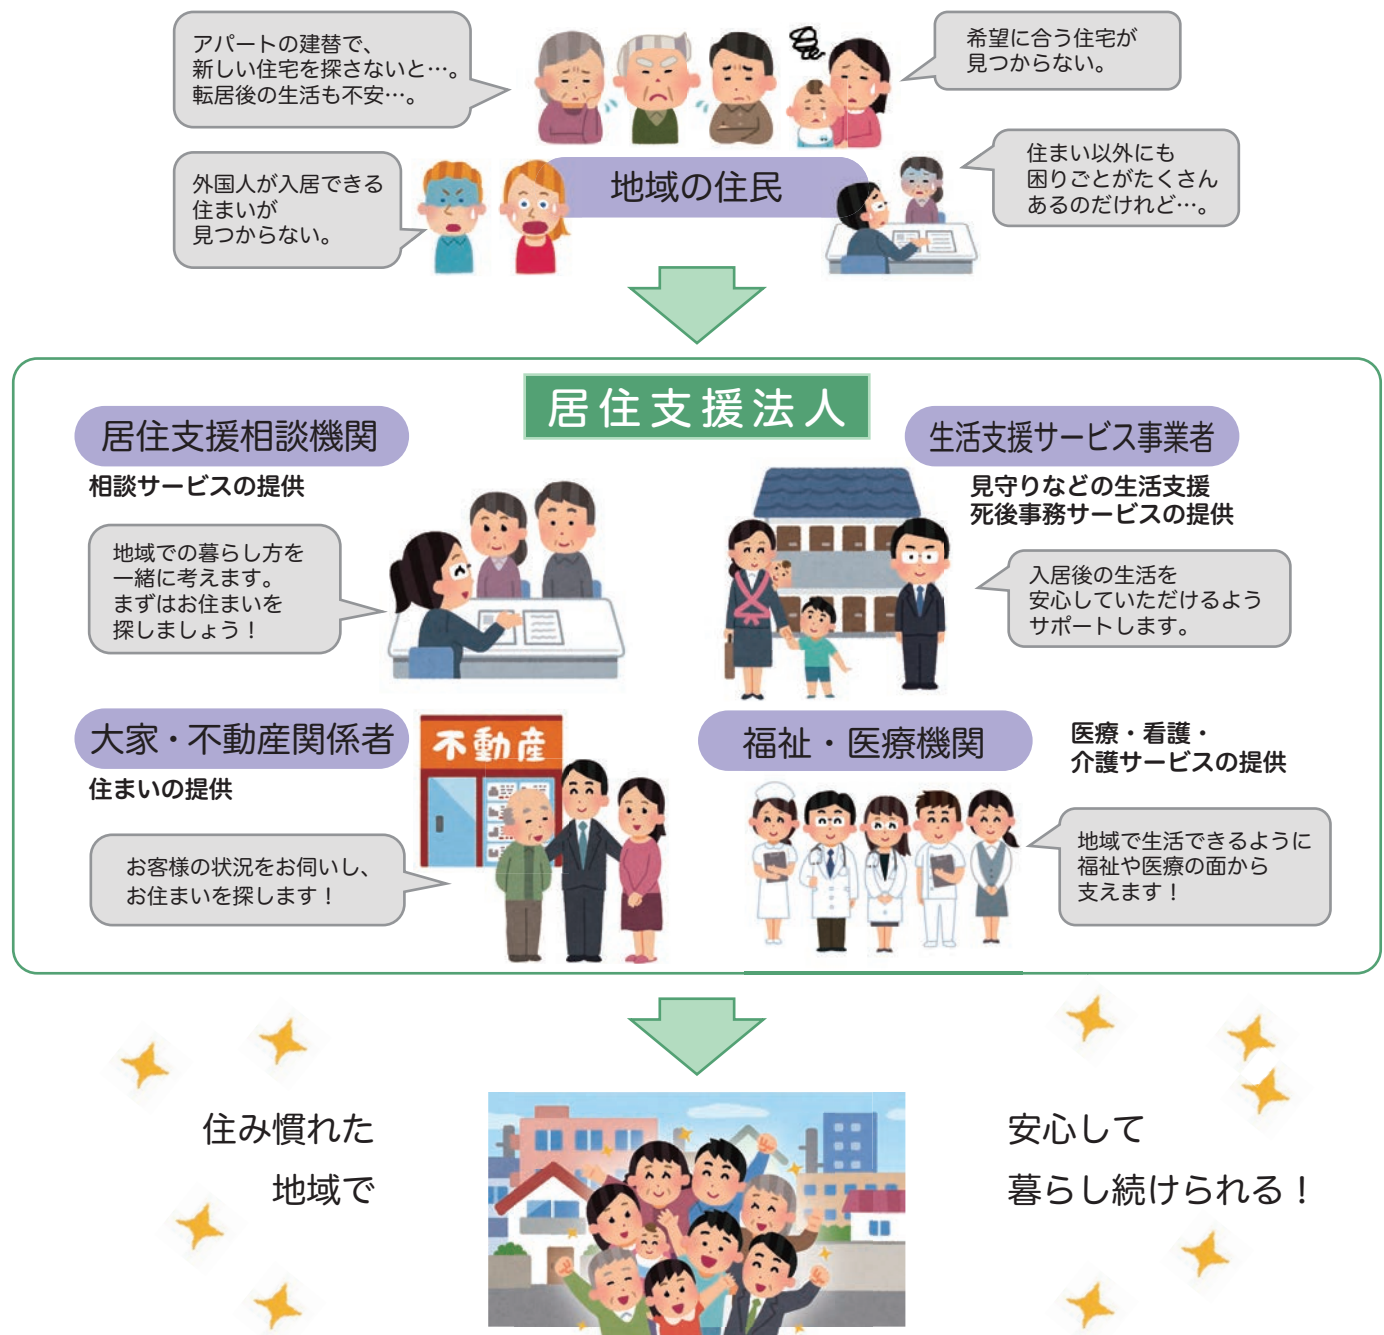 アパートの建替で、
新しい住宅を探さないと…。
転居後の生活も不安…。
希望に合う住宅が
見つからない。
外国人が入居できる
住まいが
見つからない。
地域の住民
住まい以外にも
困りごとがたくさん
あるのだけれど…。
居住支援法人
居住支援相談機関
相談サービスの提供
地域での暮らし方を
一緒に考えます。
まずはお住まいを
探しましょう！
生活支援サービス事業者
見守りなどの生活支援
死後事務サービスの提供
入居後の生活を
安心していただけるよう
サポートします。
大家・不動産関係者
住まいの提供
不動産
お客様の状況をお伺いし、
お住まいを探します！
福祉・医療機関
医療・看護・
介護サービスの提供
地域で生活できるように
福祉や医療の面から
支えます！
住み慣れた
地域で
安心して
暮らし続けられる！